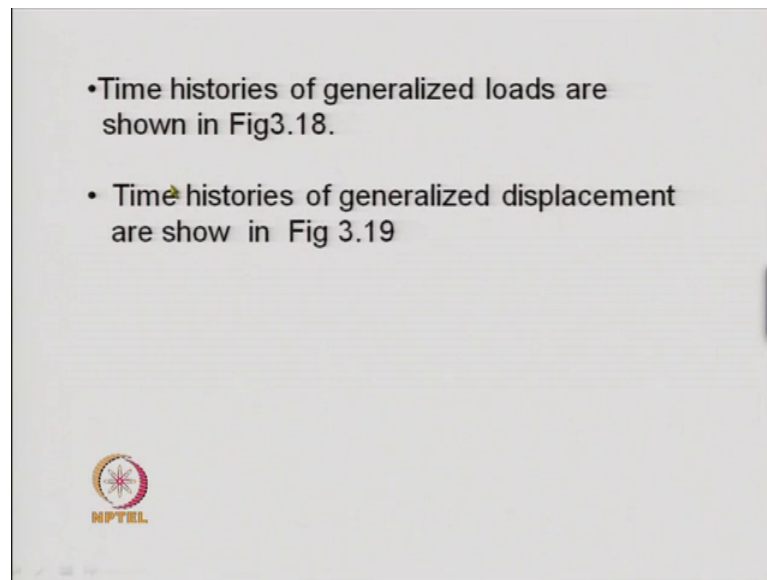 •Time histories of generalized loads are
shown in Fig3.18.
• Time histories of generalized displacement
are show in Fig 3.19
NPTEL